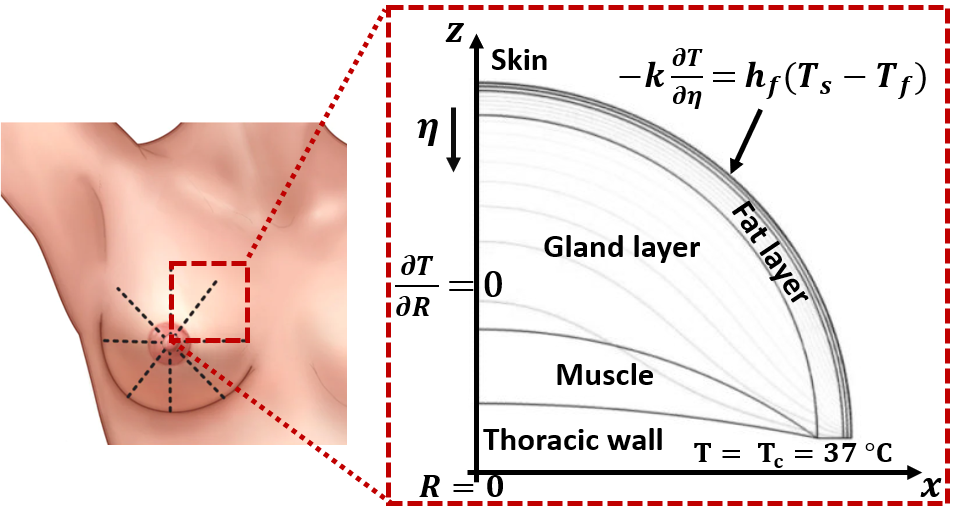 z
Skin
−k ∂T/∂η = h_f(T_s − T_f)
η
Fat layer
Gland layer
∂T/∂R = 0
Muscle
Thoracic wall
T = T_c = 37 °C
R = 0
x